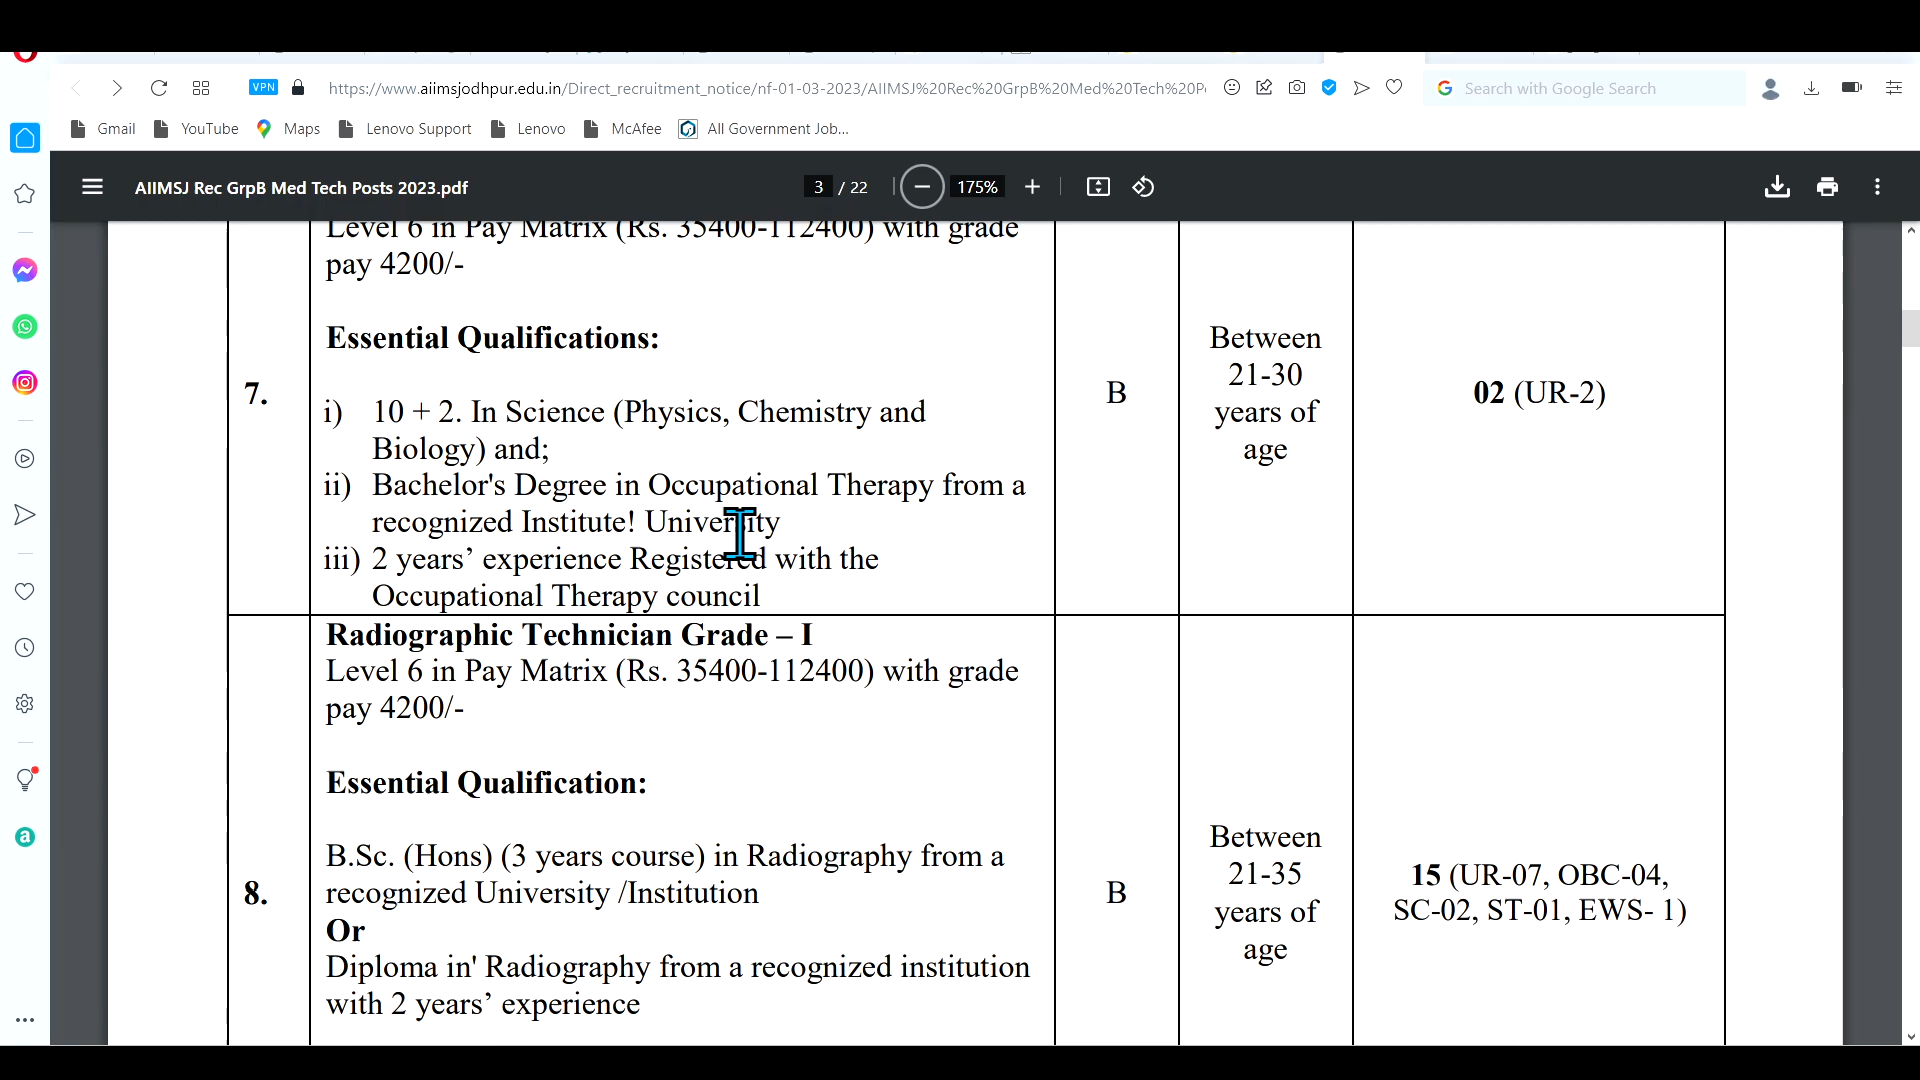 VPN
https://www.aiimsjodhpur.edu.in/Direct_recruitment_notice/nf-01-03-2023/AIIMSJ%20Rec%20GrpB%20Med%20Tech%20P
Search with Google Search
Gmail YouTube Maps Lenovo Support Lenovo McAfee All Government Job...
AIIMSJ Rec GrpB Med Tech Posts 2023.pdf 3 / 22 175%
Level 6 in Pay Matrix (Rs. 35400-112400) with grade
pay 4200/-
Essential Qualifications:
7.
i) 10 + 2. In Science (Physics, Chemistry and
Biology) and;
ii) Bachelor's Degree in Occupational Therapy from a
recognized Institute! University
iii) 2 years’ experience Registered with the
Occupational Therapy council
B
Between
21-30
years of
age
02 (UR-2)
Radiographic Technician Grade – I
Level 6 in Pay Matrix (Rs. 35400-112400) with grade
pay 4200/-
Essential Qualification:
8.
B.Sc. (Hons) (3 years course) in Radiography from a
recognized University /Institution
Or
Diploma in' Radiography from a recognized institution
with 2 years’ experience
B
Between
21-35
years of
age
15 (UR-07, OBC-04,
SC-02, ST-01, EWS- 1)